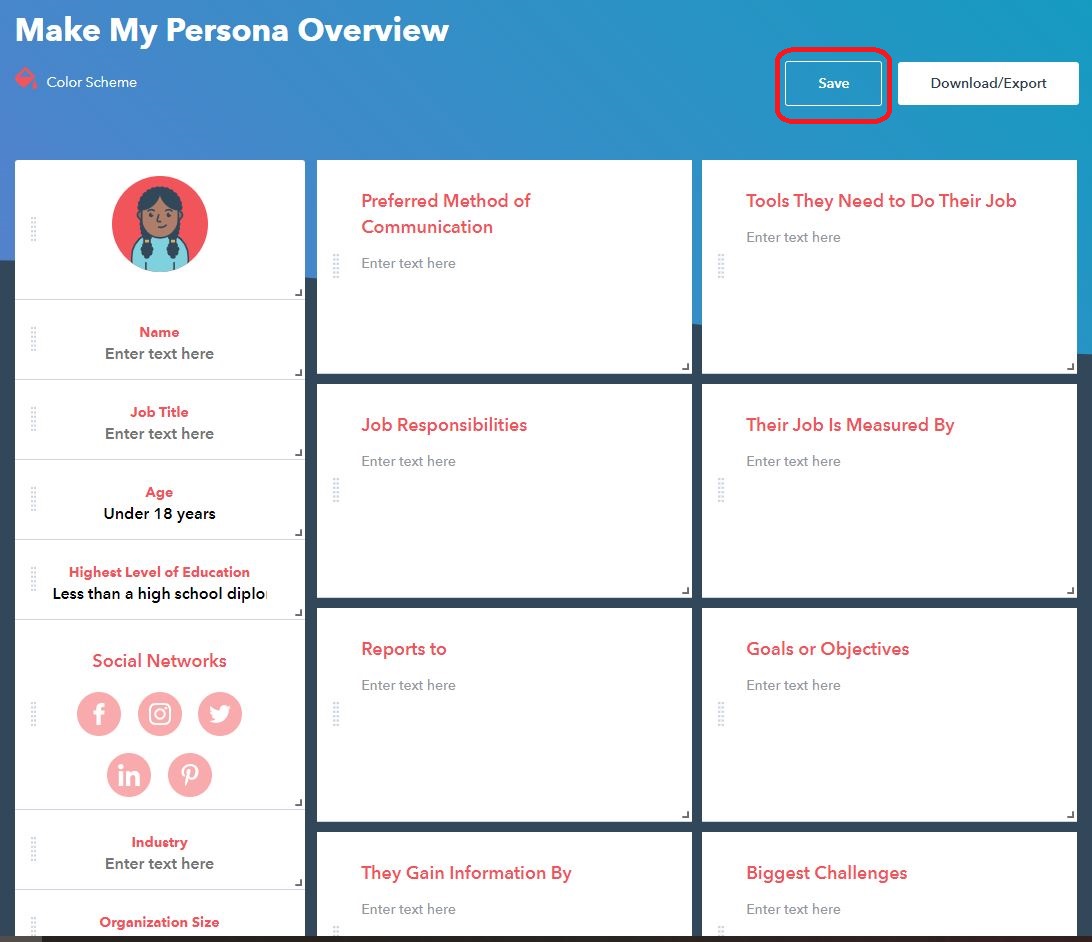 Make My Persona Overview
Color Scheme
Save
Download/Export
Name
Enter text here
Job Title
Enter text here
Age
Under 18 years
Highest Level of Education
Less than a high school diplo
Social Networks
Industry
Enter text here
Organization Size
Preferred Method of
Communication
Enter text here
Tools They Need to Do Their Job
Enter text here
Job Responsibilities
Enter text here
Their Job Is Measured By
Enter text here
Reports to
Enter text here
Goals or Objectives
Enter text here
They Gain Information By
Enter text here
Biggest Challenges
Enter text here